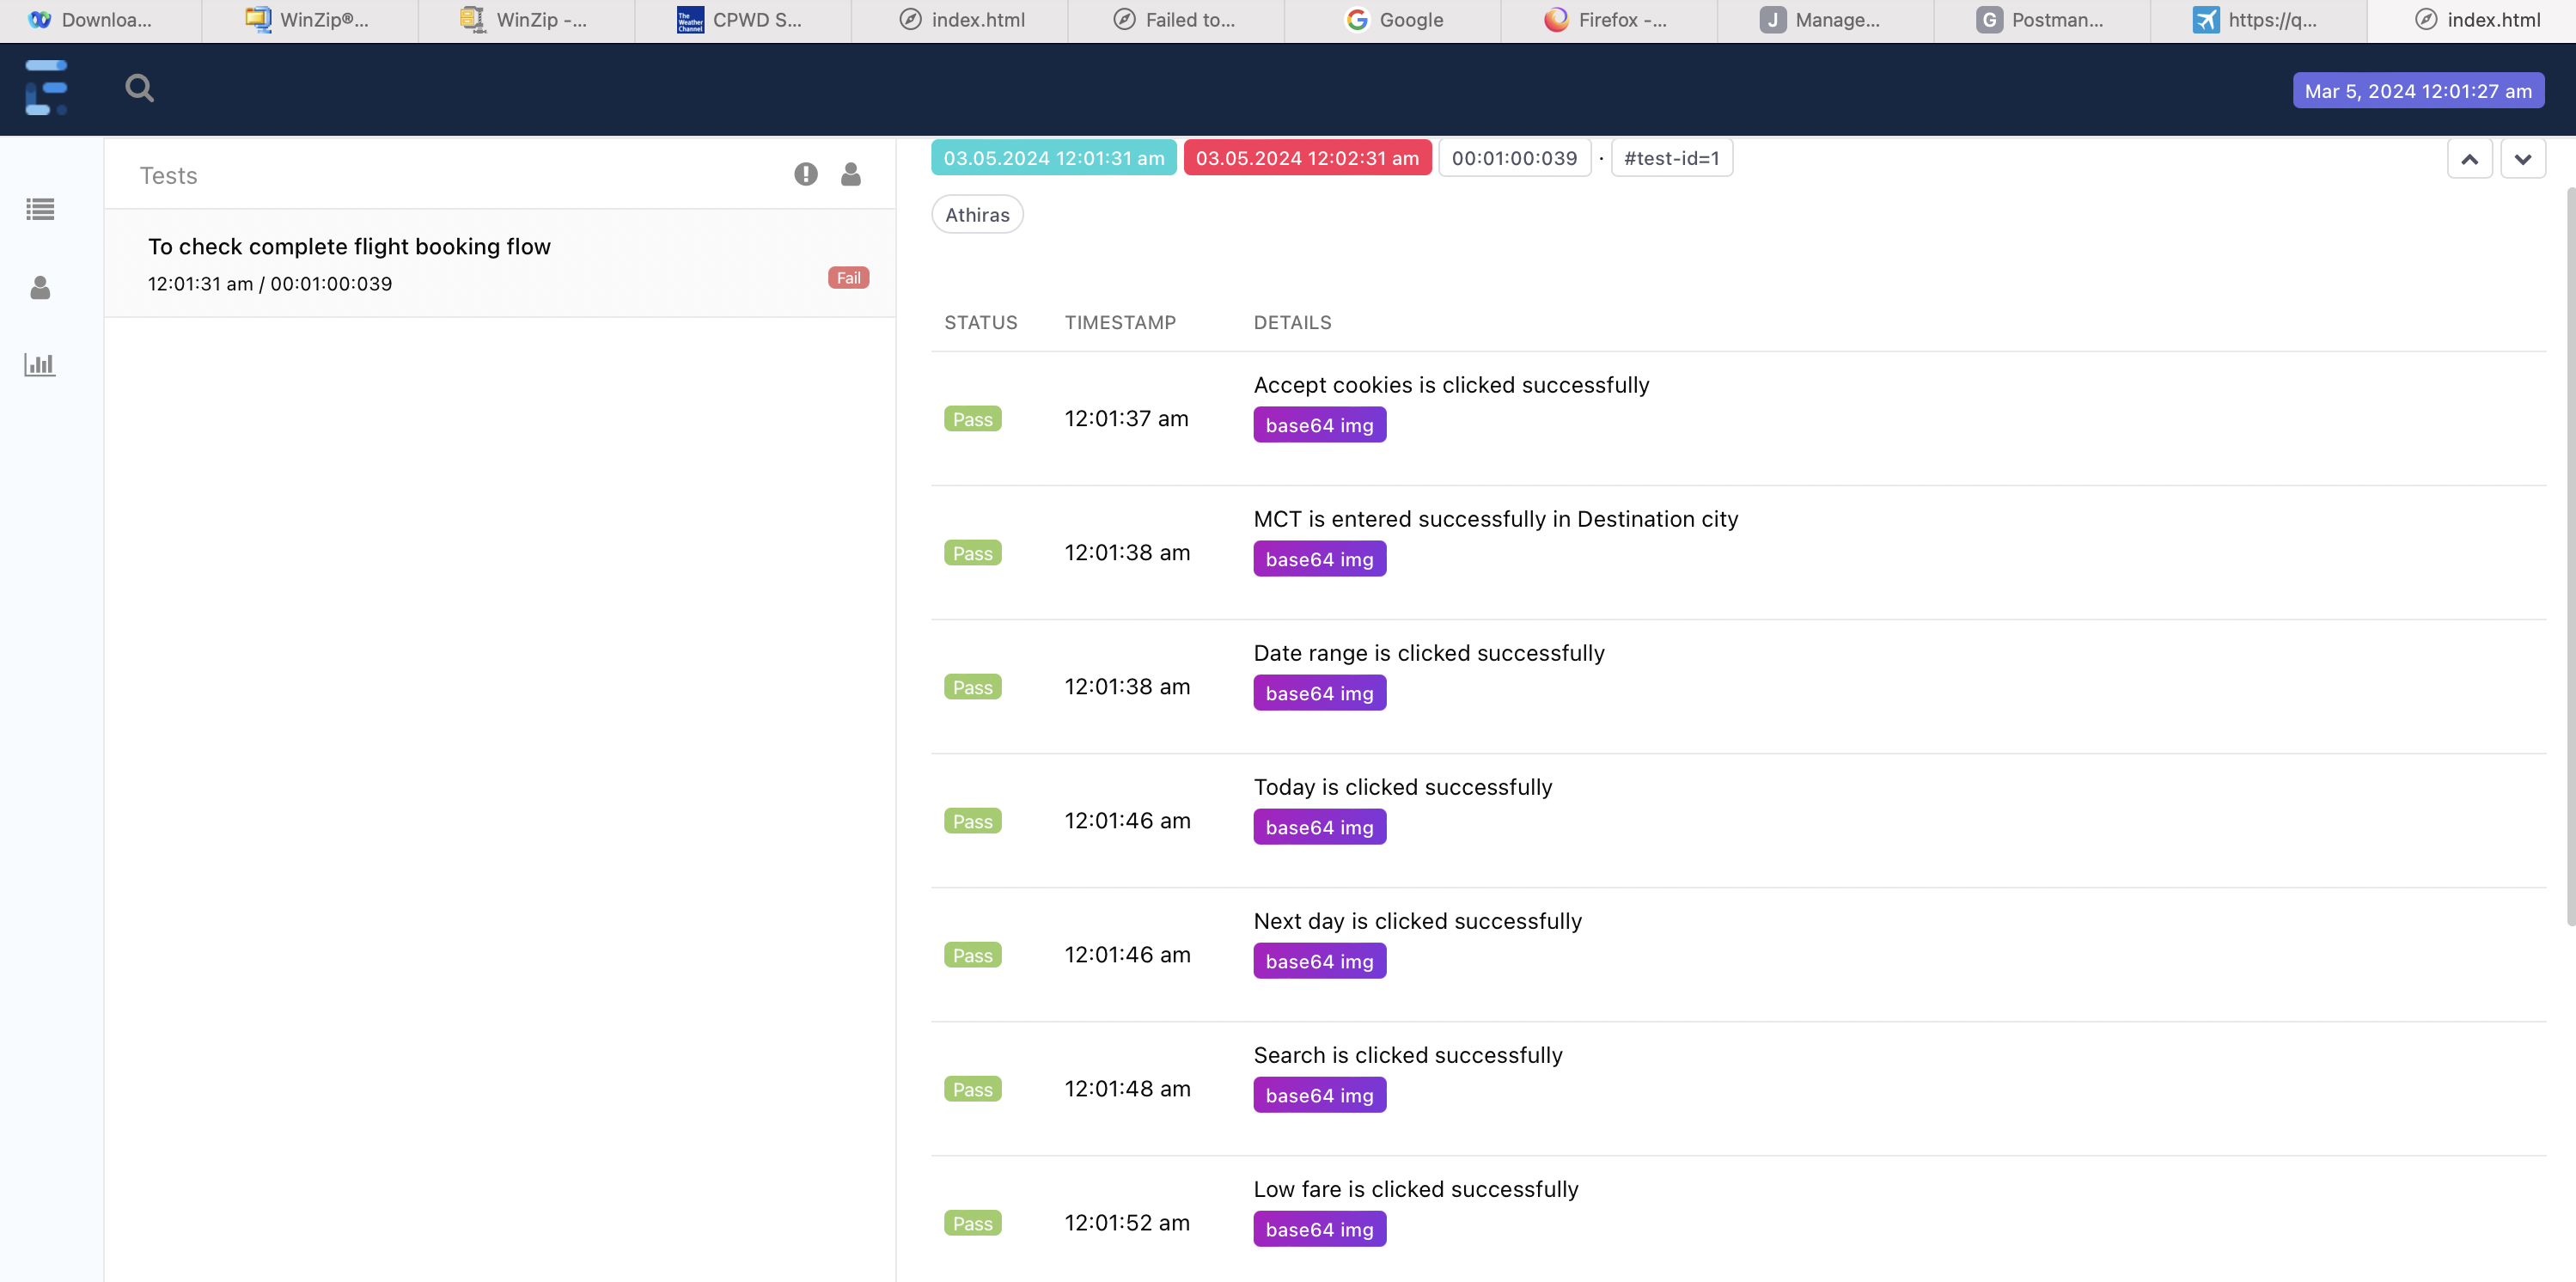 Downloa... WinZip®... WinZip -... The Weather Channel CPWD S... index.html Failed to... Google Firefox -... J Manage... G Postman... https://q... index.html
Mar 5, 2024 12:01:27 am
Tests
To check complete flight booking flow
12:01:31 am / 00:01:00:039
Fail
03.05.2024 12:01:31 am 03.05.2024 12:02:31 am 00:01:00:039 · #test-id=1
Athiras
STATUS TIMESTAMP DETAILS
Pass 12:01:37 am Accept cookies is clicked successfully
base64 img
Pass 12:01:38 am MCT is entered successfully in Destination city
base64 img
Pass 12:01:38 am Date range is clicked successfully
base64 img
Pass 12:01:46 am Today is clicked successfully
base64 img
Pass 12:01:46 am Next day is clicked successfully
base64 img
Pass 12:01:48 am Search is clicked successfully
base64 img
Pass 12:01:52 am Low fare is clicked successfully
base64 img